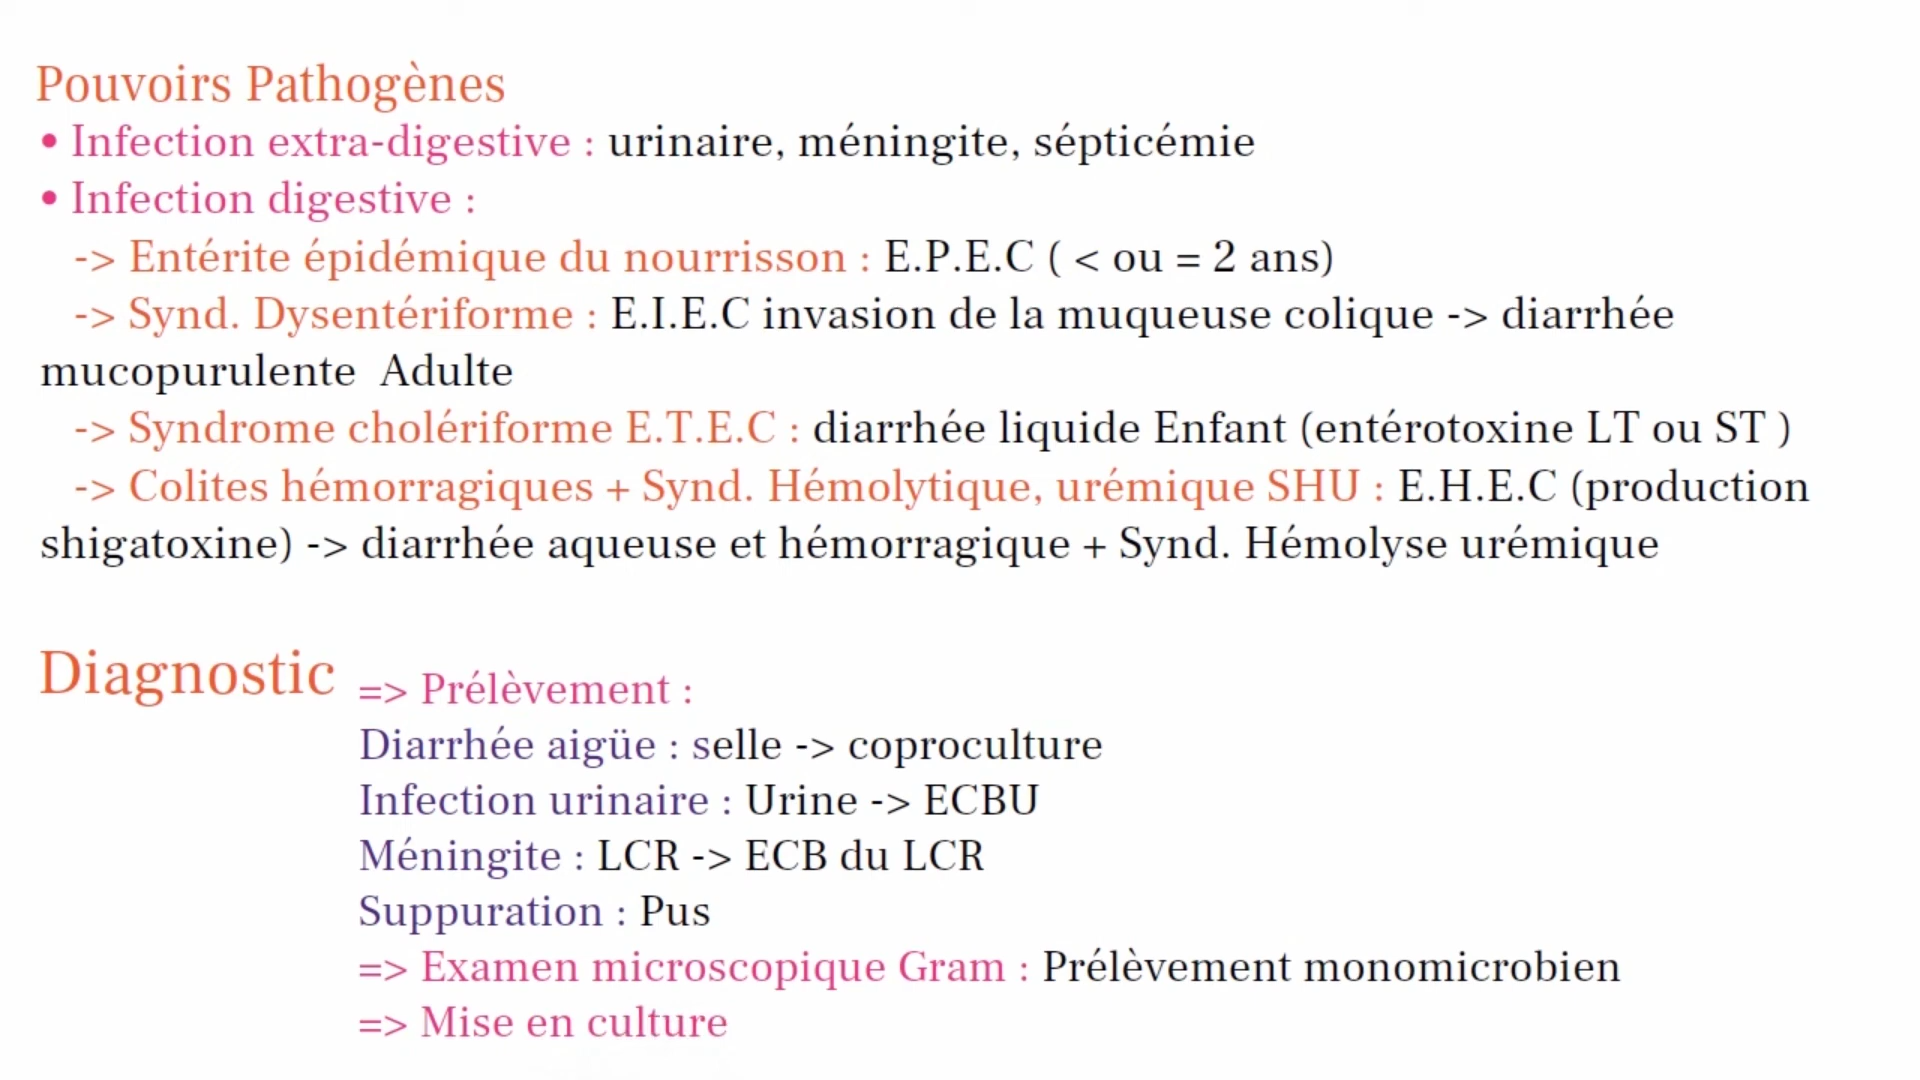 Pouvoirs Pathogènes
• Infection extra-digestive : urinaire, méningite, sépticémie
• Infection digestive :
-> Entérite épidémique du nourrisson : E.P.E.C ( < ou = 2 ans)
-> Synd. Dysentériforme : E.I.E.C invasion de la muqueuse colique -> diarrhée
mucopurulente  Adulte
-> Syndrome cholériforme E.T.E.C : diarrhée liquide Enfant (entérotoxine LT ou ST )
-> Colites hémorragiques + Synd. Hémolytique, urémique SHU : E.H.E.C (production
shigatoxine) -> diarrhée aqueuse et hémorragique + Synd. Hémolyse urémique
Diagnostic => Prélèvement :
Diarrhée aigüe : selle -> coproculture
Infection urinaire : Urine -> ECBU
Méningite : LCR -> ECB du LCR
Suppuration : Pus
=> Examen microscopique Gram : Prélèvement monomicrobien
=> Mise en culture